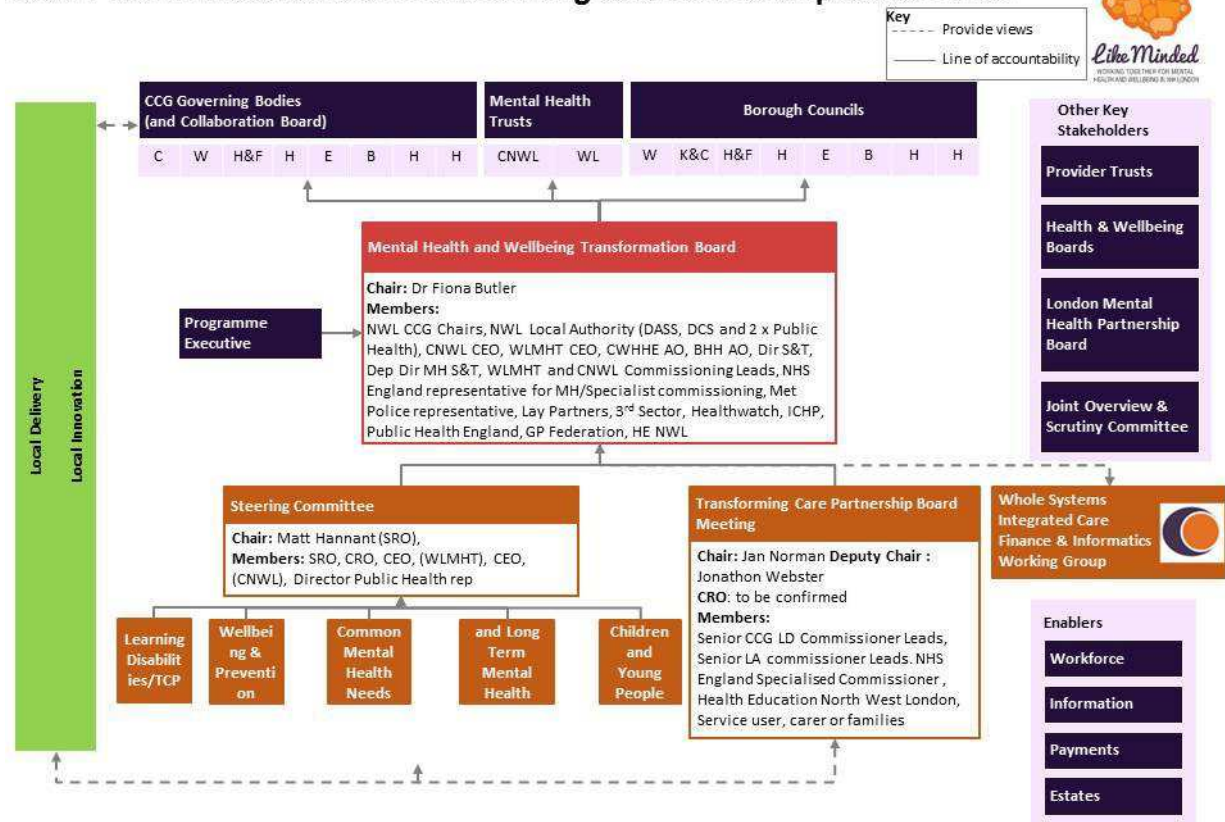 Key
Provide views
Line of accountability
Like Minded
WORKING TOGETHER FOR MENTAL
HEALTH AND WELLBEING IN NW LONDON
CCG Governing Bodies
(and Collaboration Board)
C W H&F H E B H H
Mental Health
Trusts
CNWL WL
Borough Councils
W K&C H&F H E B H H
Other Key
Stakeholders
Provider Trusts
Health & Wellbeing
Boards
London Mental
Health Partnership
Board
Joint Overview &
Scrutiny Committee
Local Delivery
Local Innovation
Programme
Executive
Mental Health and Wellbeing Transformation Board
Chair: Dr Fiona Butler
Members:
NWL CCG Chairs, NWL Local Authority (DASS, DCS and 2 x Public
Health), CNWL CEO, WLMHT CEO, CWHHE AO, BHH AO, Dir S&T,
Dep Dir MH S&T, WLMHT and CNWL Commissioning Leads, NHS
England representative for MH/Specialist commissioning, Met
Police representative, Lay Partners, 3rd Sector, Healthwatch, ICHP,
Public Health England, GP Federation, HE NWL
Steering Committee
Chair: Matt Hannant (SRO),
Members: SRO, CRO, CEO, (WLMHT), CEO,
(CNWL), Director Public Health rep
Learning
Disabilit
ies/TCP
Wellbei
ng &
Preventi
on
Common
Mental
Health
Needs
and Long
Term
Mental
Health
Children
and
Young
People
Transforming Care Partnership Board
Meeting
Chair: Jan Norman Deputy Chair :
Jonathon Webster
CRO: to be confirmed
Members:
Senior CCG LD Commissioner Leads,
Senior LA commissioner Leads. NHS
England Specialised Commissioner ,
Health Education North West London,
Service user, carer or families
Whole Systems
Integrated Care
Finance & Informatics
Working Group
Enablers
Workforce
Information
Payments
Estates